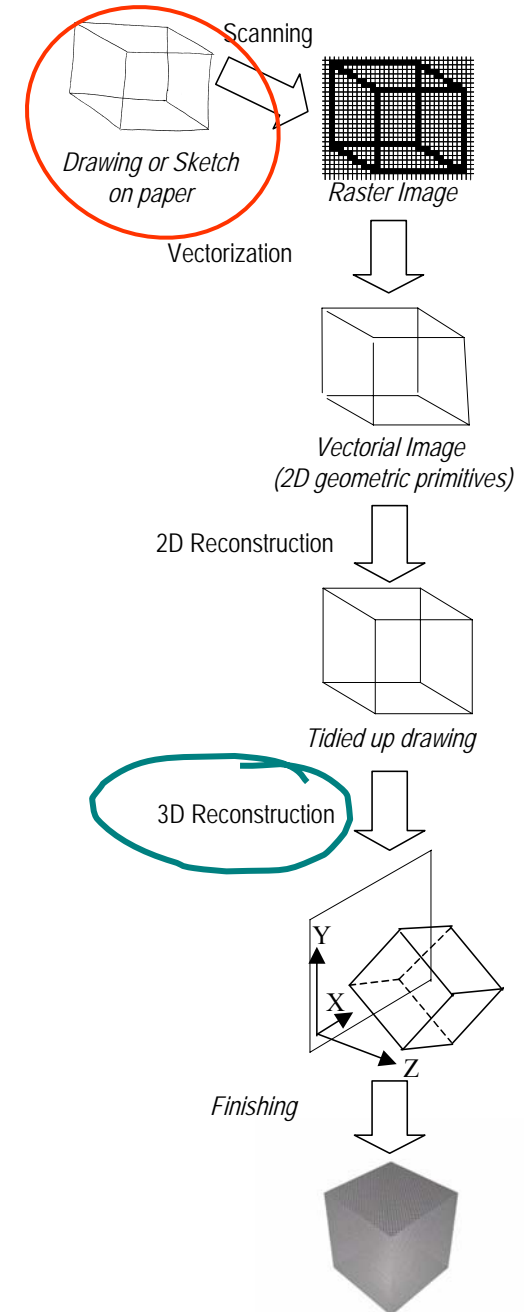 Scanning
Drawing or Sketch
on paper
Raster Image
Vectorization
Vectorial Image
(2D geometric primitives)
2D Reconstruction
Tidied up drawing
3D Reconstruction
Y
X
Z
Finishing